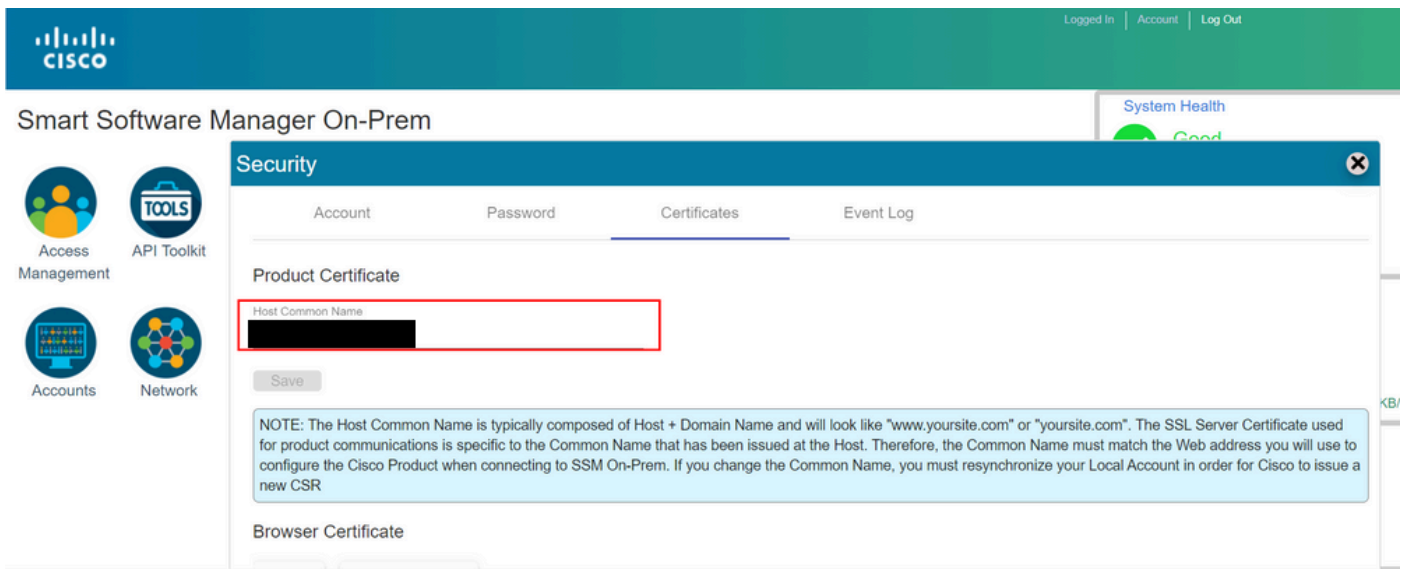 Logged In | Account | Log Out
CISCO
Smart Software Manager On-Prem
System Health
Good
Security
Account Password Certificates Event Log
TOOLS
Access Management
API Toolkit
Product Certificate
Host Common Name
Accounts
Network
Save
KB/
NOTE: The Host Common Name is typically composed of Host + Domain Name and will look like "www.yoursite.com" or "yoursite.com". The SSL Server Certificate used
for product communications is specific to the Common Name that has been issued at the Host. Therefore, the Common Name must match the Web address you will use to
configure the Cisco Product when connecting to SSM On-Prem. If you change the Common Name, you must resynchronize your Local Account in order for Cisco to issue a
new CSR
Browser Certificate